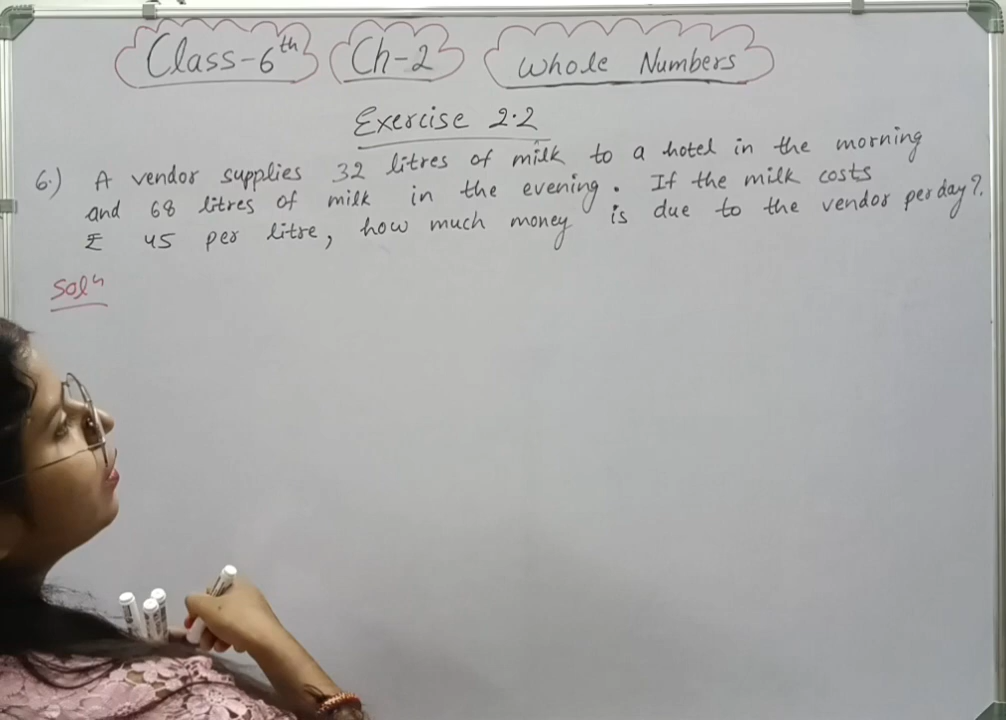 Class-6th Ch-2 Whole Numbers
Exercise 2.2
6.) A vendor supplies 32 litres of milk to a hotel in the morning
and 68 litres of milk in the evening. If the milk costs
₹ 45 per litre, how much money is due to the vendor per day?.
Solⁿ